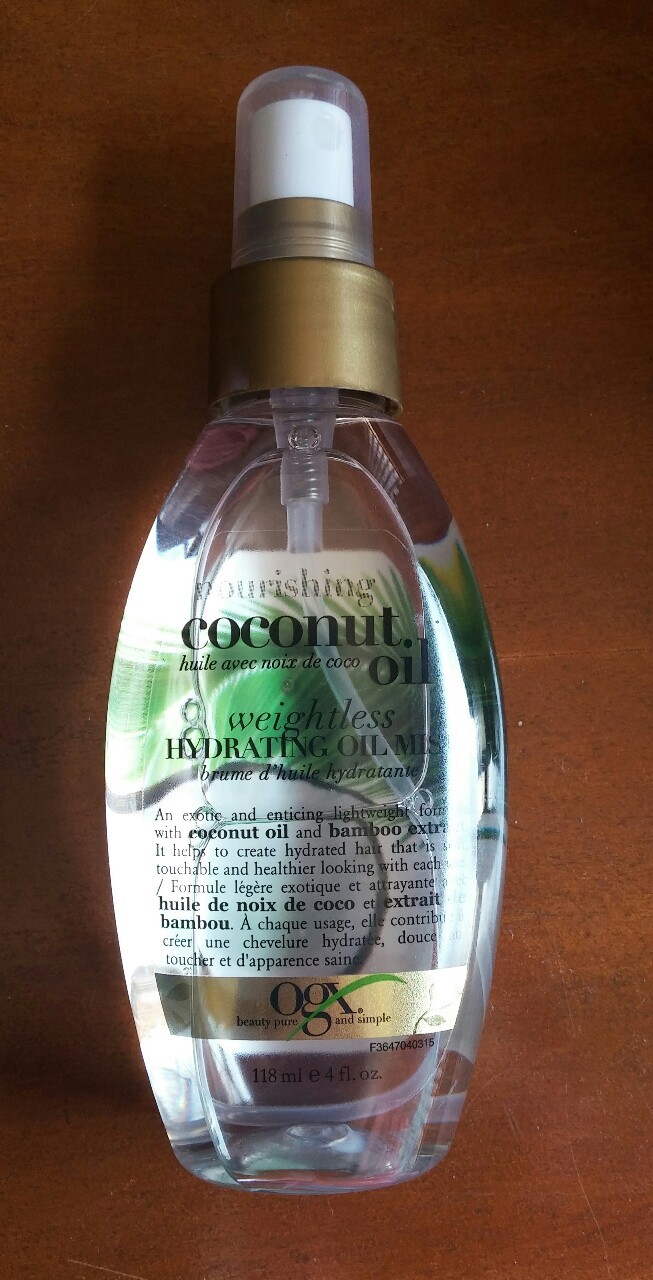 nourishing
coconut
huile avec noix de coco oil
weightless
HYDRATING OIL
brume d'huile hydratante
An exotic and enticing lightweight
with coconut oil and bamboo
It helps to create hydrated hair that is
touchable and healthier looking with each
/ Formule légère exotique et attrayante
huile de noix de coco et extrait
bambou. À chaque usage, elle
créer une chevelure hydratée, douce
toucher et d'apparence saine.
ogx.
beauty pure and simple
F3647040315
118 ml e 4 fl. oz.